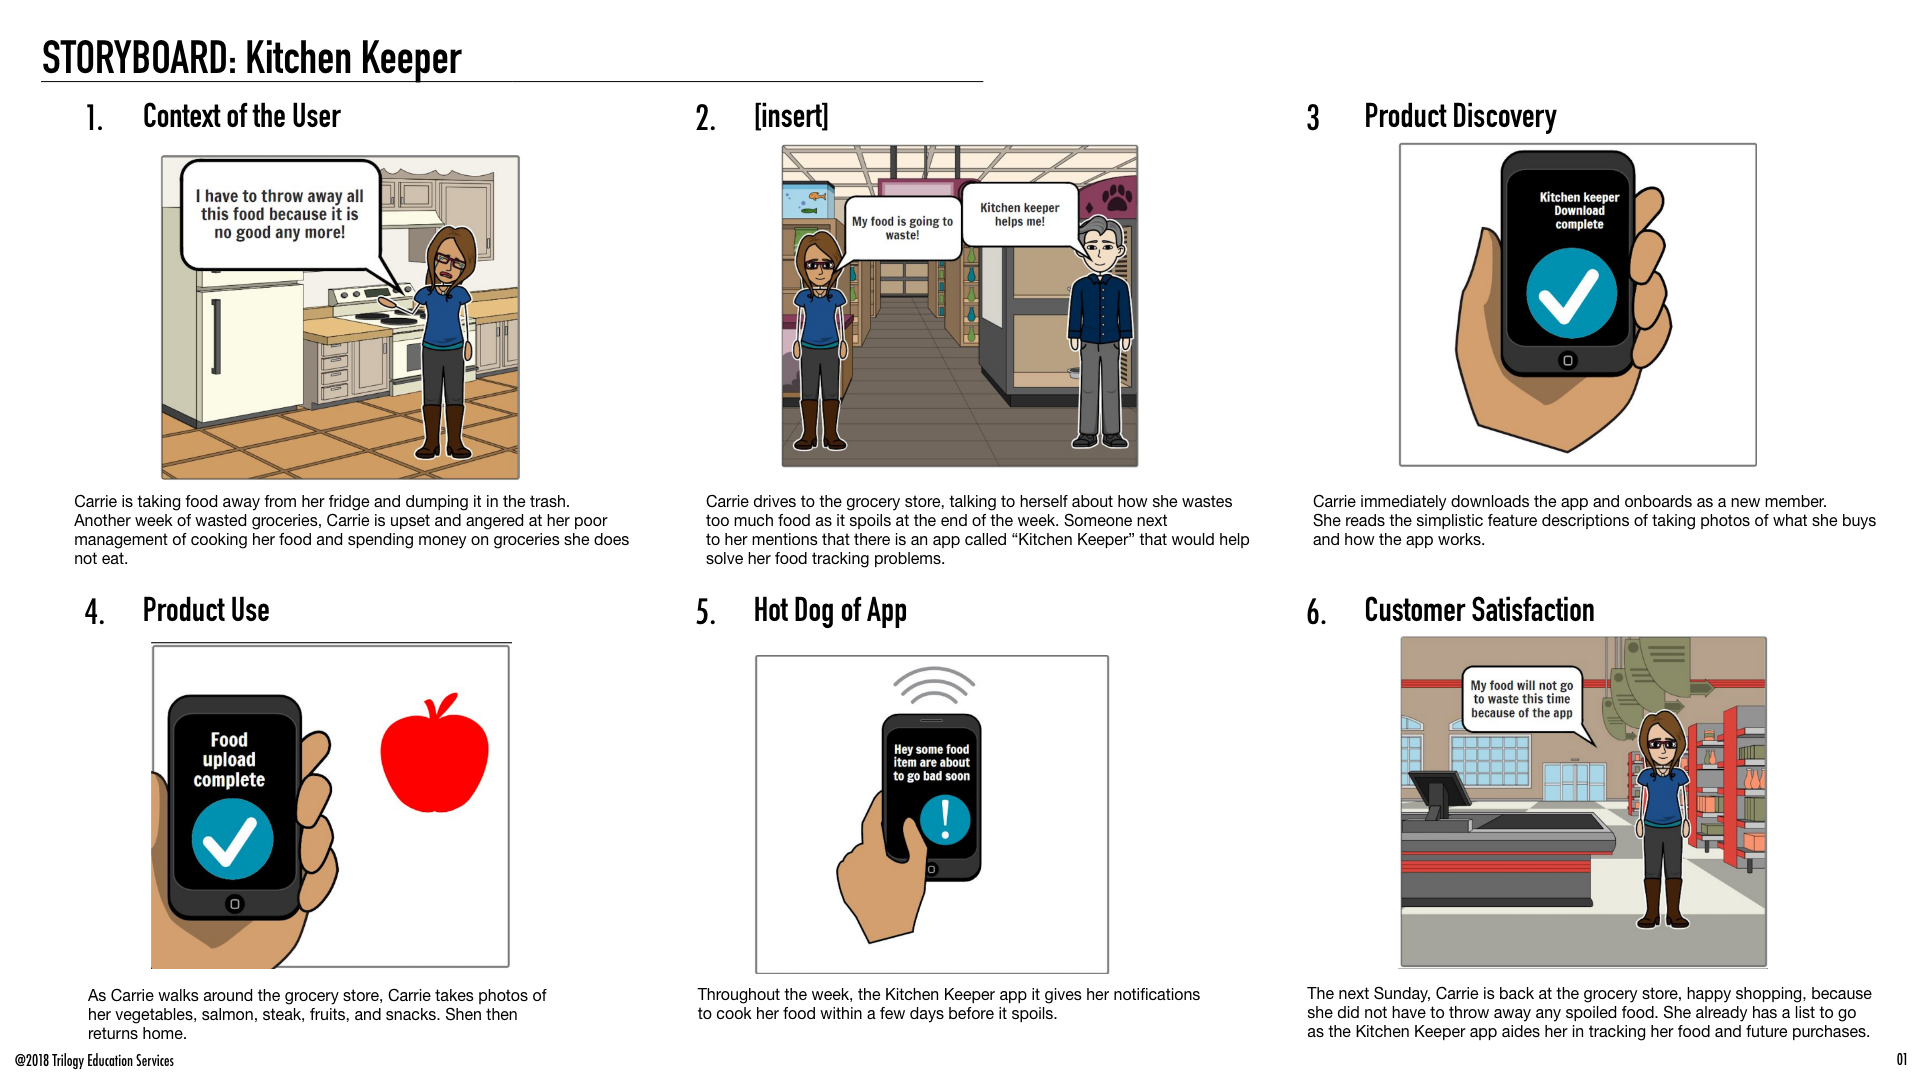 STORYBOARD: Kitchen Keeper
1. Context of the User
I have to throw away all
this food because it is
no good any more!
Carrie is taking food away from her fridge and dumping it in the trash.
Another week of wasted groceries, Carrie is upset and angered at her poor
management of cooking her food and spending money on groceries she does
not eat.
2. [insert]
My food is going to
waste!
Kitchen keeper
helps me!
Carrie drives to the grocery store, talking to herself about how she wastes
too much food as it spoils at the end of the week. Someone next
to her mentions that there is an app called “Kitchen Keeper” that would help
solve her food tracking problems.
3 Product Discovery
Kitchen keeper
Download
complete
Carrie immediately downloads the app and onboards as a new member.
She reads the simplistic feature descriptions of taking photos of what she buys
and how the app works.
4. Product Use
Food
upload
complete
As Carrie walks around the grocery store, Carrie takes photos of
her vegetables, salmon, steak, fruits, and snacks. Shen then
returns home.
5. Hot Dog of App
Hey some food
item are about
to go bad soon
!
Throughout the week, the Kitchen Keeper app it gives her notifications
to cook her food within a few days before it spoils.
6. Customer Satisfaction
My food will not go
to waste this time
because of the app
The next Sunday, Carrie is back at the grocery store, happy shopping, because
she did not have to throw away any spoiled food. She already has a list to go
as the Kitchen Keeper app aides her in tracking her food and future purchases.
@2018 Trilogy Education Services
01